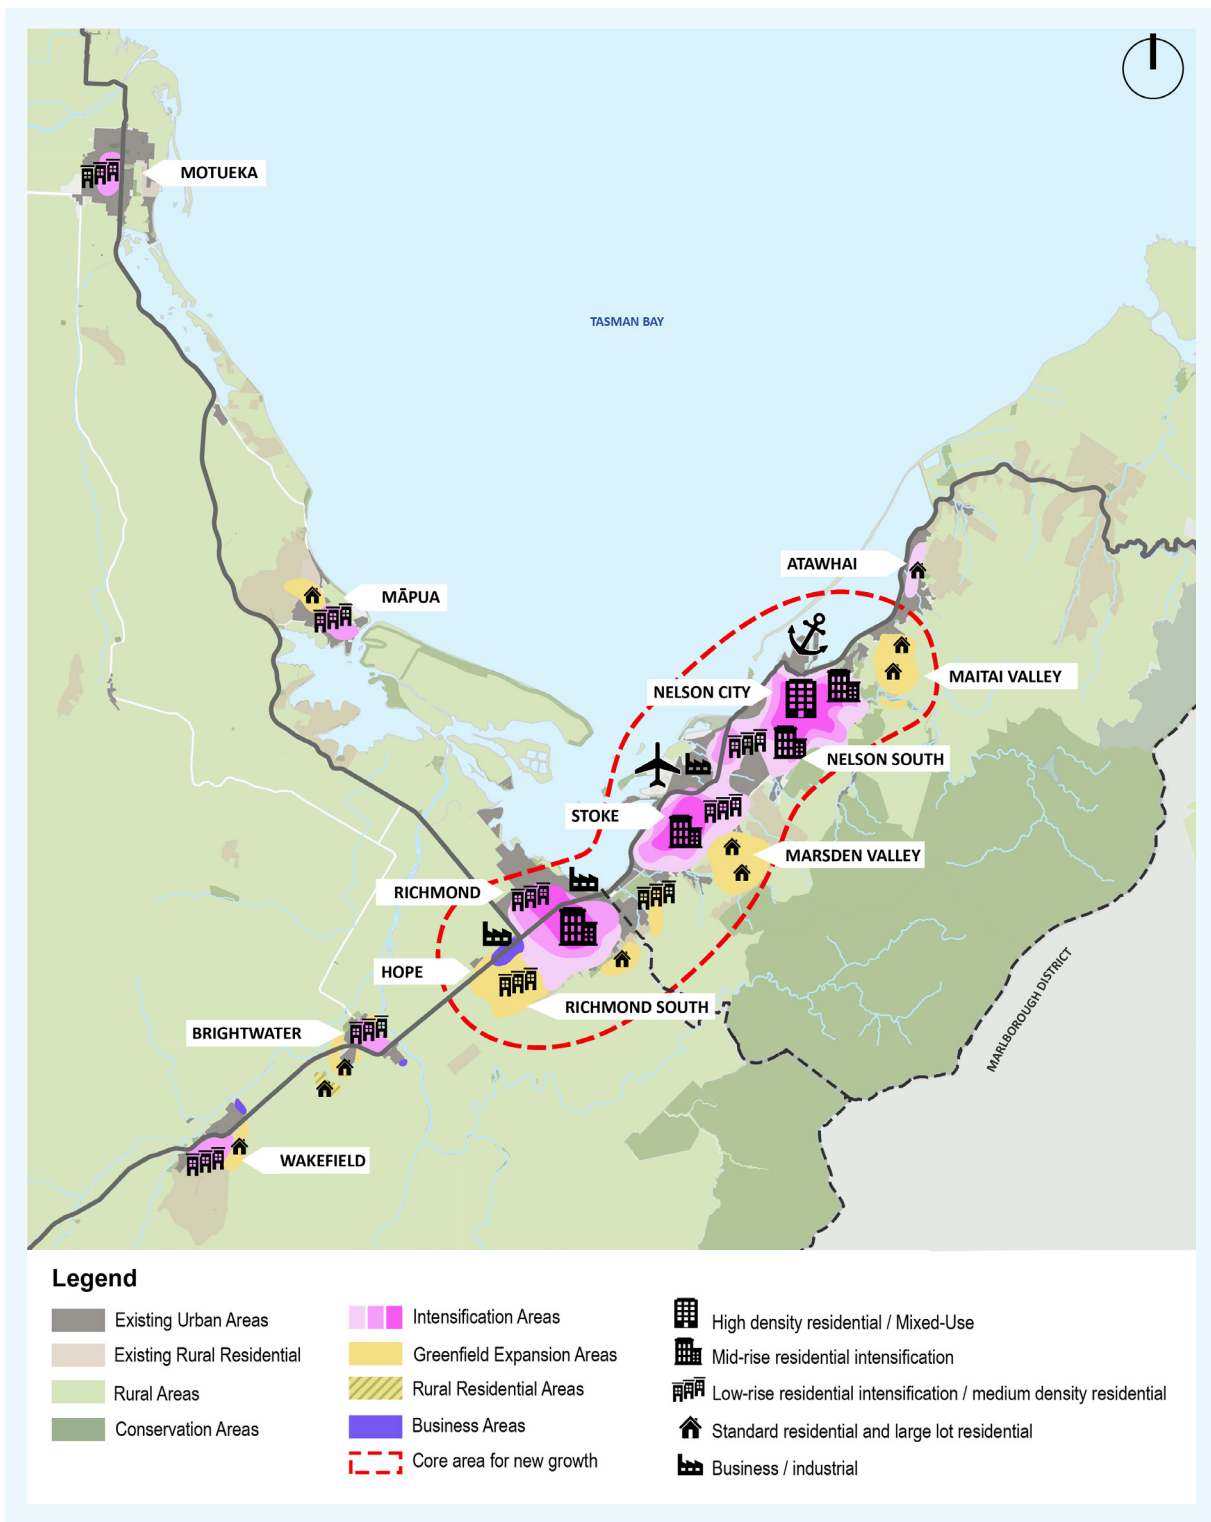 MOTUEKA
TASMAN BAY
ATAWHAI
MĀPUA
MAITAI VALLEY
NELSON CITY
NELSON SOUTH
STOKE
MARSDEN VALLEY
RICHMOND
HOPE
RICHMOND SOUTH
MARLBOROUGH DISTRICT
BRIGHTWATER
WAKEFIELD
Legend
Existing Urban Areas
Existing Rural Residential
Rural Areas
Conservation Areas
Intensification Areas
Greenfield Expansion Areas
Rural Residential Areas
Business Areas
Core area for new growth
High density residential / Mixed-Use
Mid-rise residential intensification
Low-rise residential intensification / medium density residential
Standard residential and large lot residential
Business / industrial